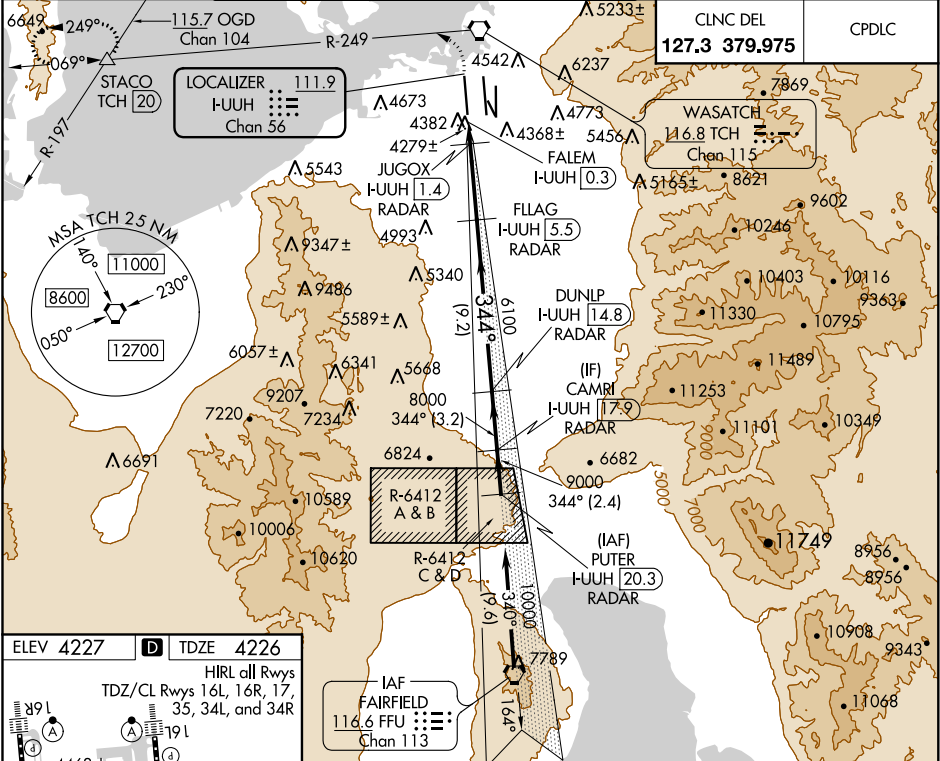 6649
249°
069°
115.7 OGD
Chan 104
R-249
R-197
STACO
TCH 20
LOCALIZER 111.9
I-UUH
Chan 56
5233±
CLNC DEL
127.3 379.975
CPDLC
4542
6237
7869
4673
4382
4279±
4368±
4773
5456
WASATCH
116.8 TCH
Chan 115
5165±
8621
5543
JUGOX
I-UUH 1.4
RADAR
FALEM
I-UUH 0.3
9602
10246
MSA TCH 25 NM
140°
11000
8600
230°
050°
12700
9347±
4993
FLLAG
I-UUH 5.5
RADAR
9486
5340
10403
10116
9363
5589±
344°
(9.2)
6100
DUNLP
I-UUH 14.8
RADAR
11330
10795
6057±
6341
5668
11489
9207
7220
7234
8000
344° (3.2)
(IF)
CAMRI
I-UUH 17.9
RADAR
11253
11101
10349
7000
5000
6691
6824
6682
9000
344° (2.4)
R-6412
A & B
R-6412
C & D
10589
10006
10620
(IAF)
PUTER
I-UUH 20.3
RADAR
11749
8956
8956
340°
(9.6)
10000
10908
9343
11068
7789
164°
IAF
FAIRFIELD
116.6 FFU
Chan 113
ELEV 4227
D
TDZE 4226
HIRL all Rwys
TDZ/CL Rwys 16L, 16R, 17,
35, 34L, and 34R
16R
A
A
16L
P
P